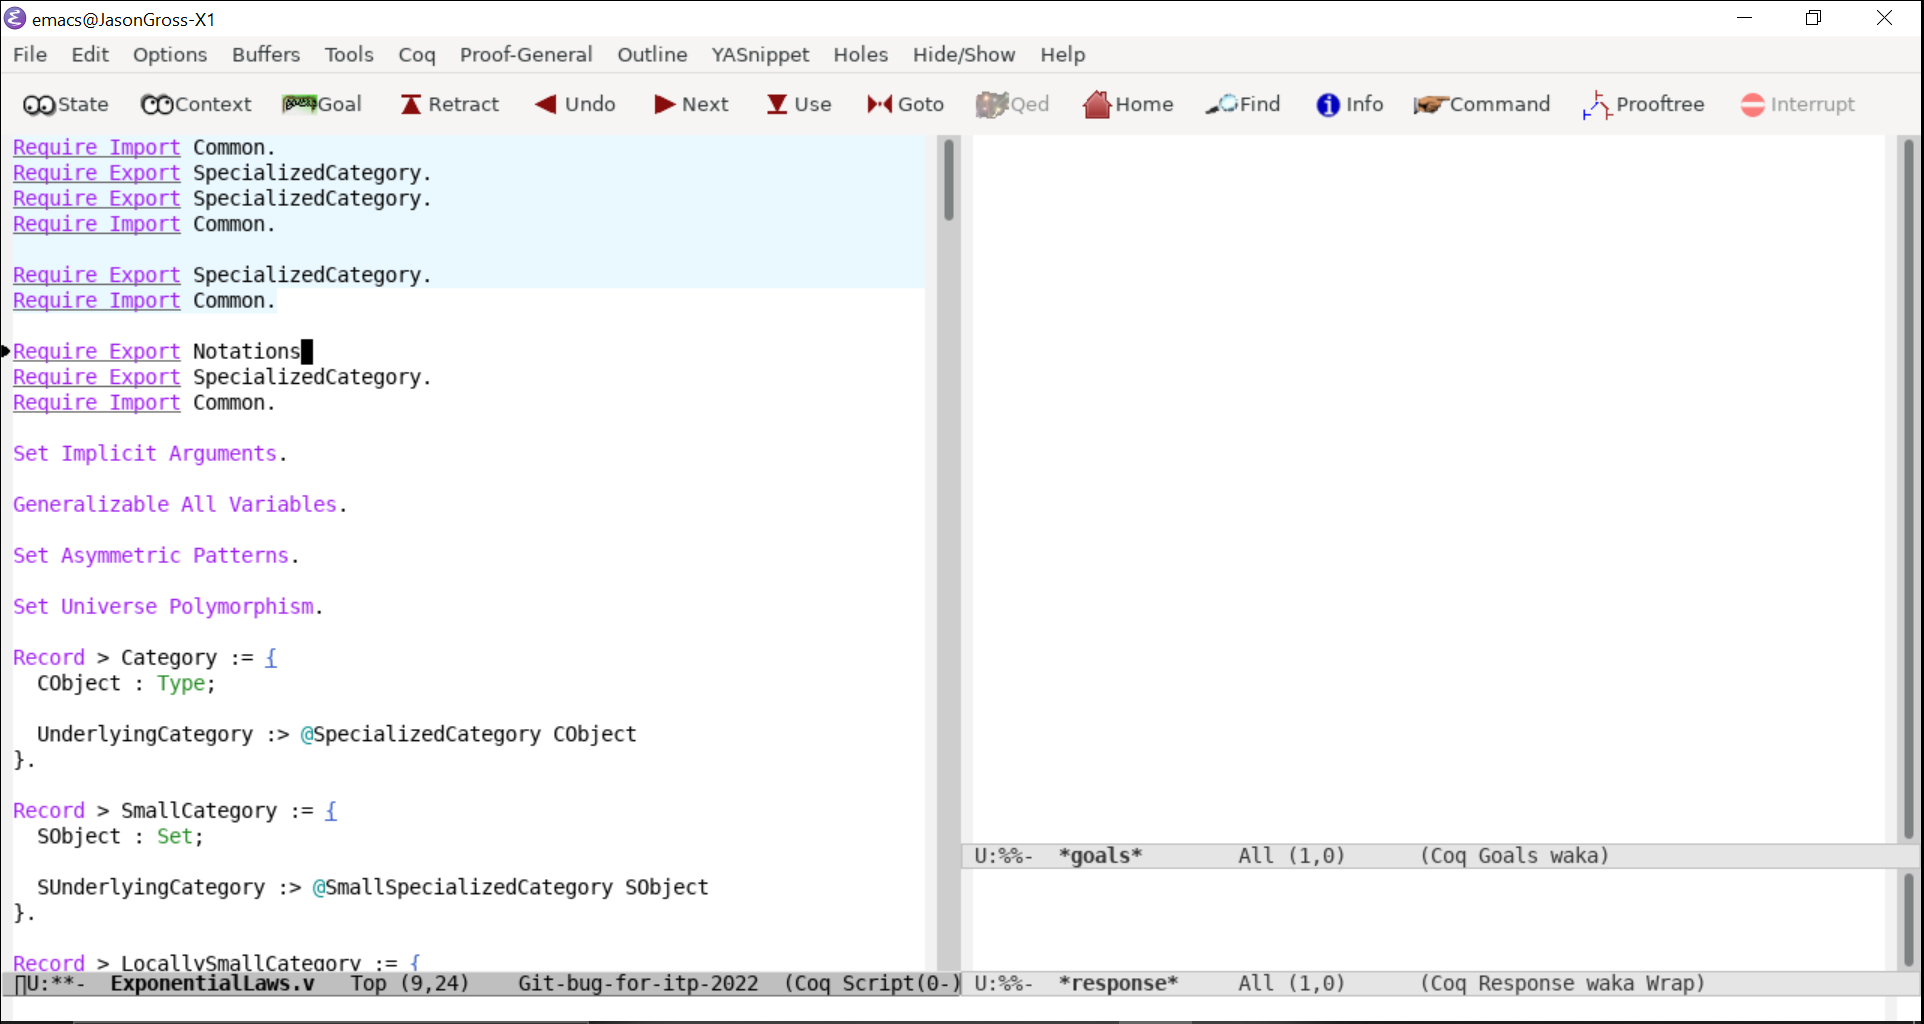 emacs@JasonGross-X1
File Edit Options Buffers Tools Coq Proof-General Outline YASnippet Holes Hide/Show Help
State Context Goal Retract Undo Next Use Goto Qed Home Find Info Command Prooftree Interrupt
Require Import Common.
Require Export SpecializedCategory.
Require Export SpecializedCategory.
Require Import Common.
Require Export SpecializedCategory.
Require Import Common.
Require Export Notations
Require Export SpecializedCategory.
Require Import Common.
Set Implicit Arguments.
Generalizable All Variables.
Set Asymmetric Patterns.
Set Universe Polymorphism.
Record > Category := {
  CObject : Type;
  UnderlyingCategory :> @SpecializedCategory CObject
}.
Record > SmallCategory := {
  SObject : Set;
  SUnderlyingCategory :> @SmallSpecializedCategory SObject
}.
Record > LocallySmallCategory := {
U:**-  ExponentialLaws.v   Top (9,24)    Git-bug-for-itp-2022  (Coq Script(0-)
U:%%-  *goals*        All (1,0)      (Coq Goals waka)
U:%%-  *response*     All (1,0)      (Coq Response waka Wrap)